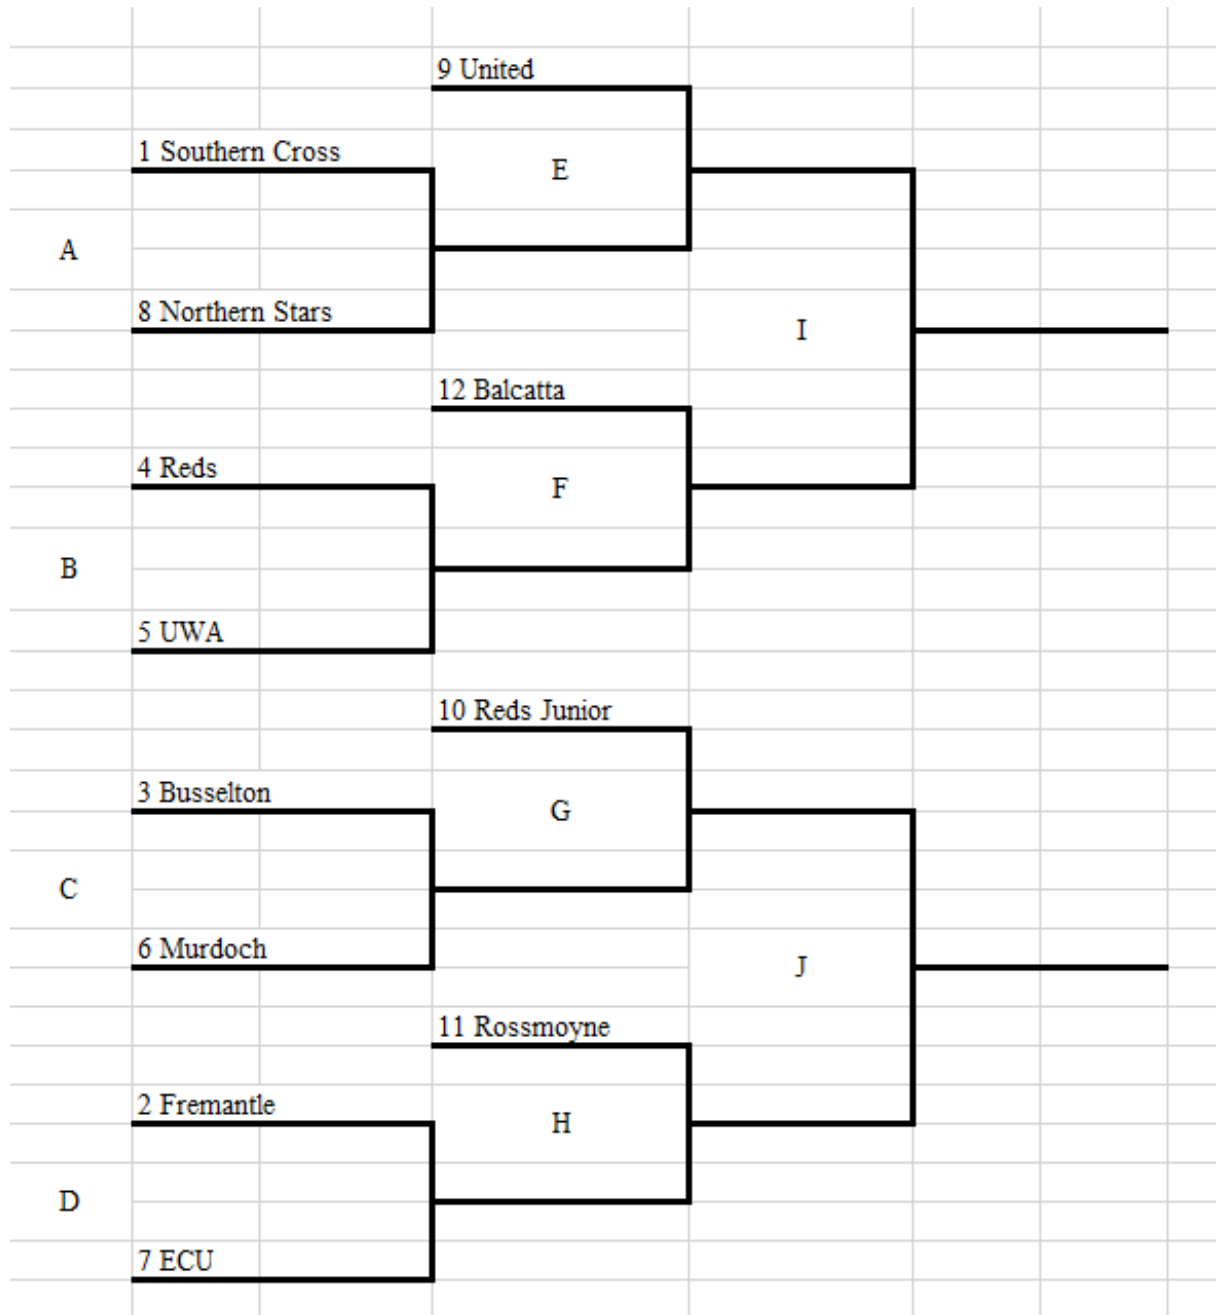 9 United
1 Southern Cross
E
A
8 Northern Stars
I
12 Balcatta
4 Reds
F
B
5 UWA
10 Reds Junior
3 Busselton
G
C
6 Murdoch
J
11 Rossmoyne
2 Fremantle
H
D
7 ECU